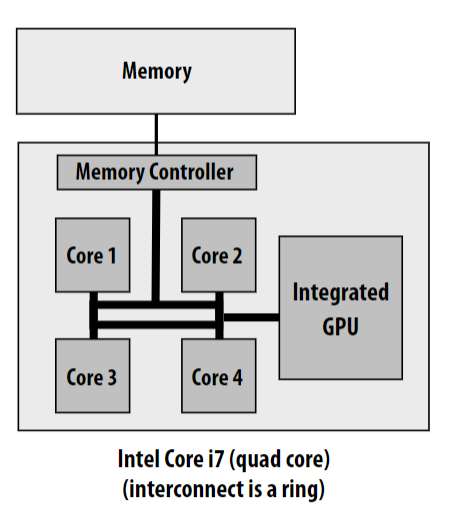 Memory
Memory Controller
Core 1
Core 2
Integrated
GPU
Core 3
Core 4
Intel Core i7 (quad core)
(interconnect is a ring)